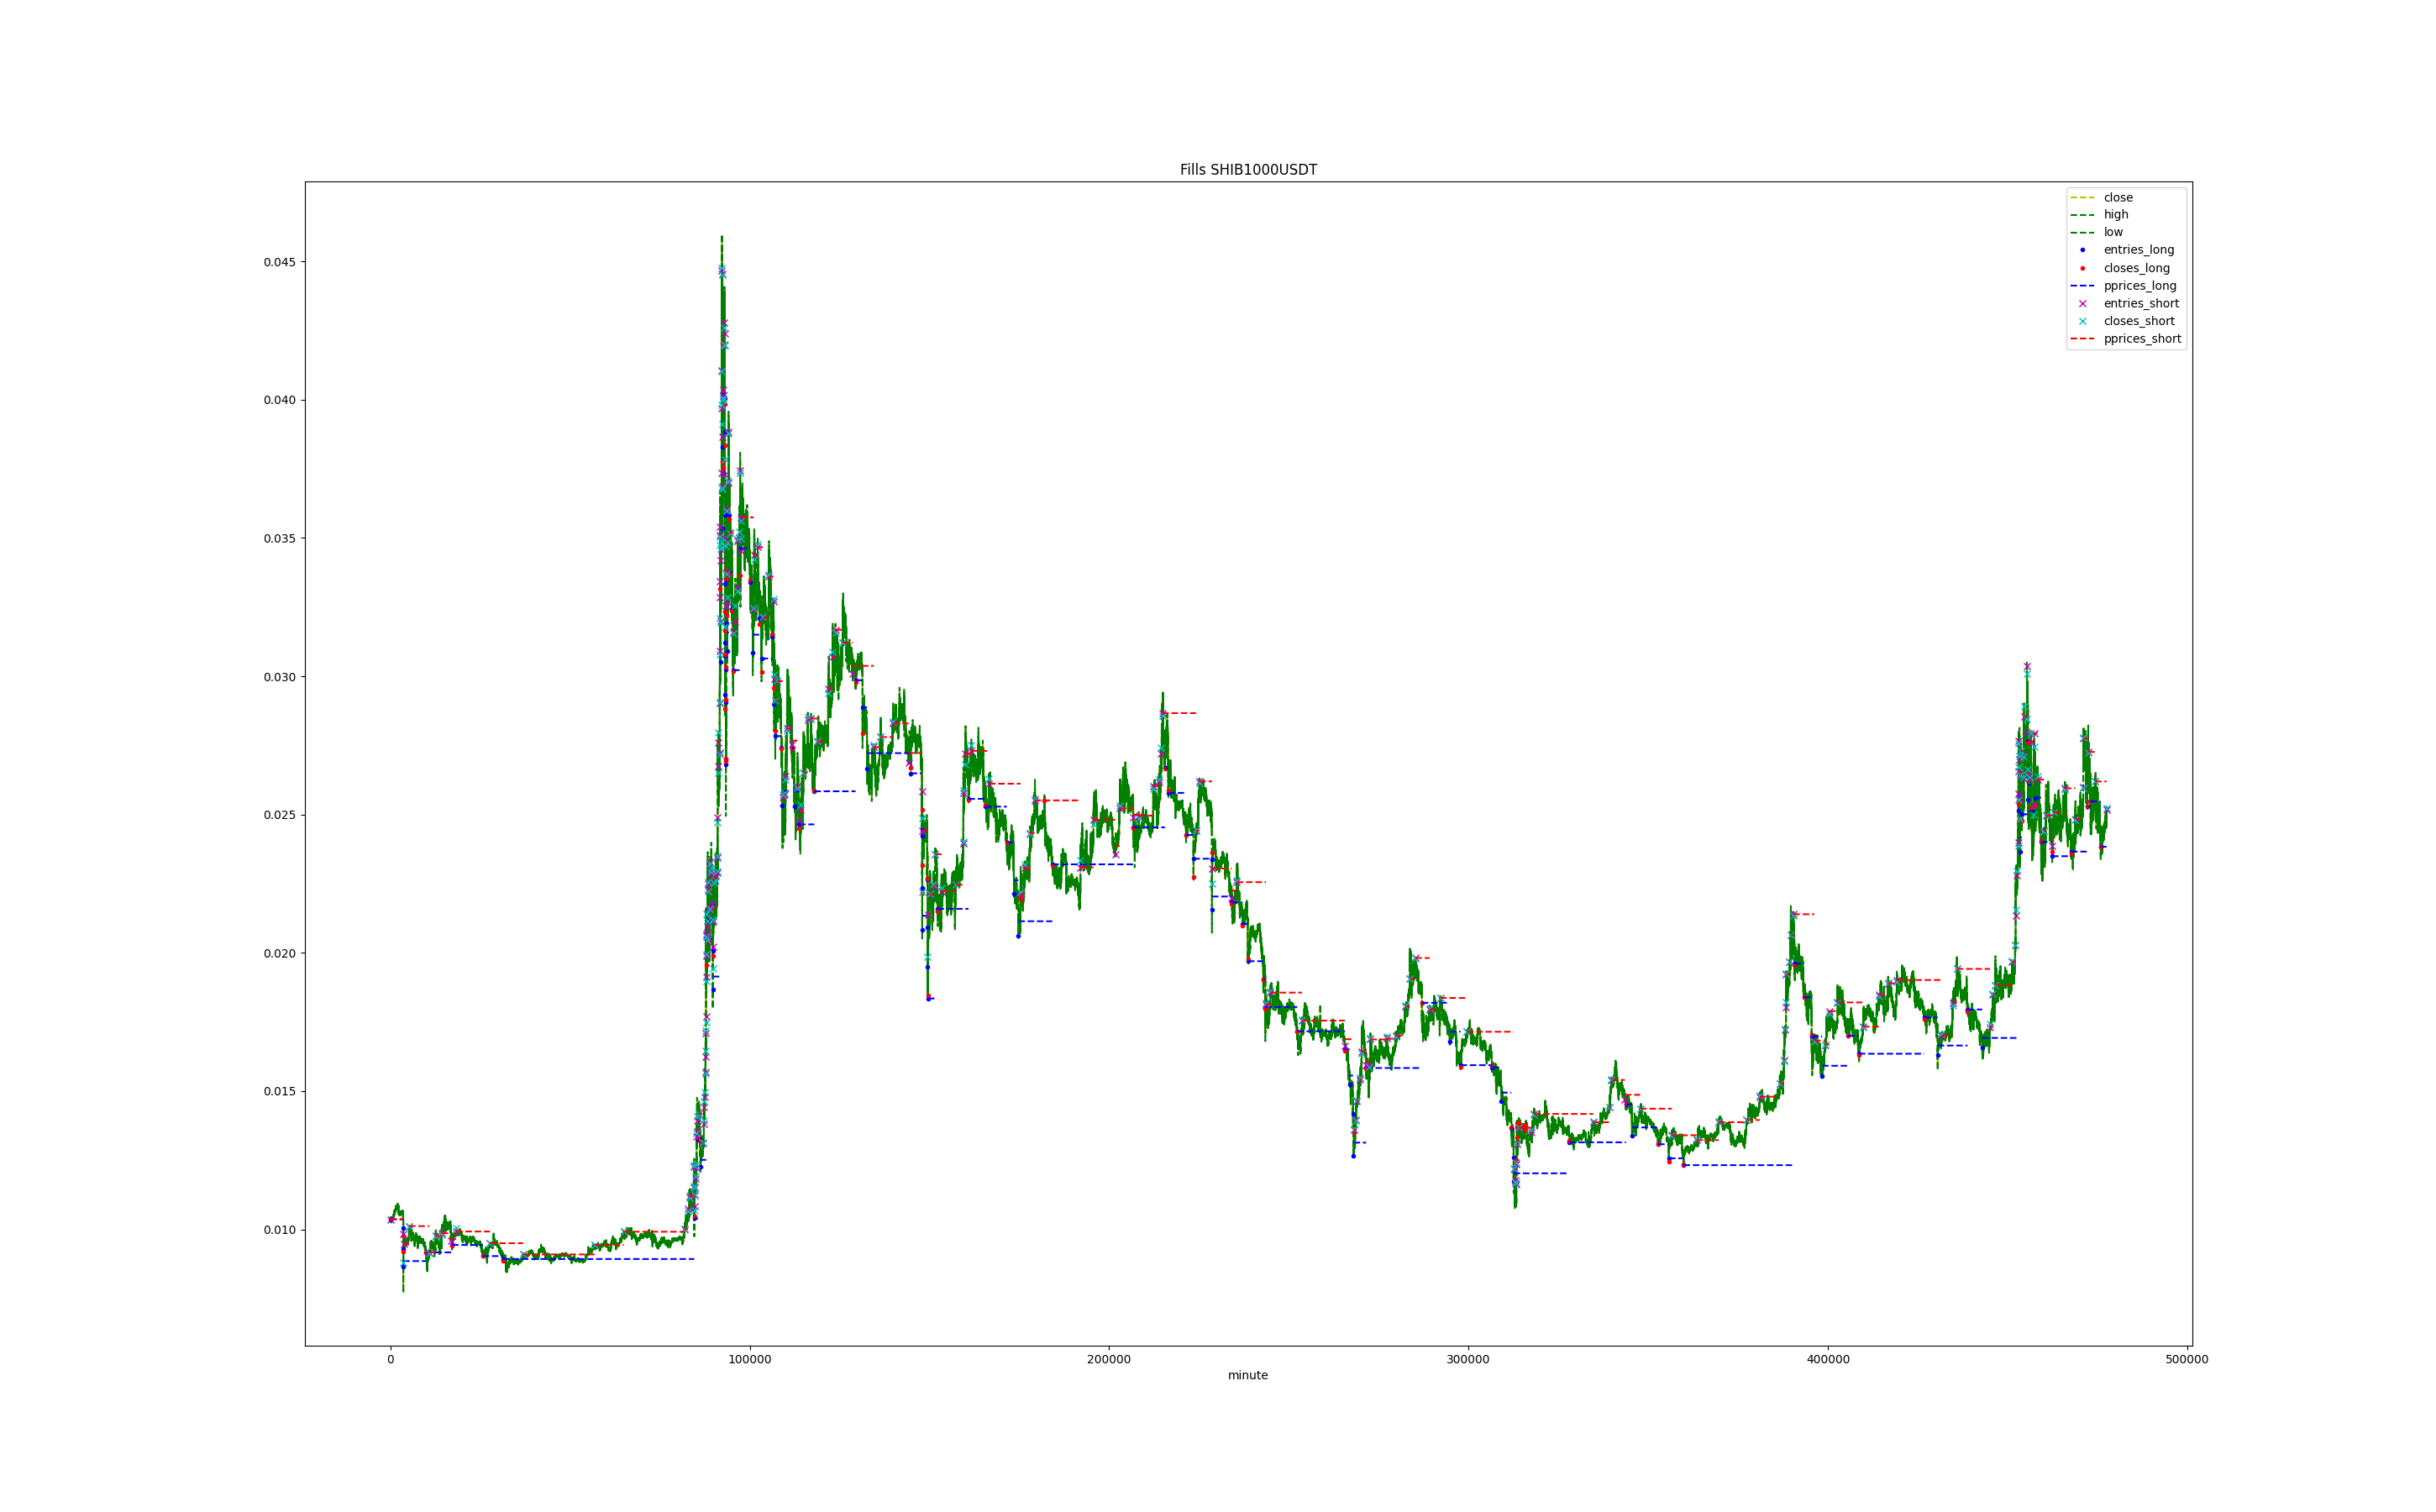 Fills SHIB1000USDT
close
high
low
entries_long
closes_long
pprices_long
entries_short
closes_short
pprices_short
0.045
0.040
0.035
0.030
0.025
0.020
0.015
0.010
0
100000
200000
300000
400000
500000
minute